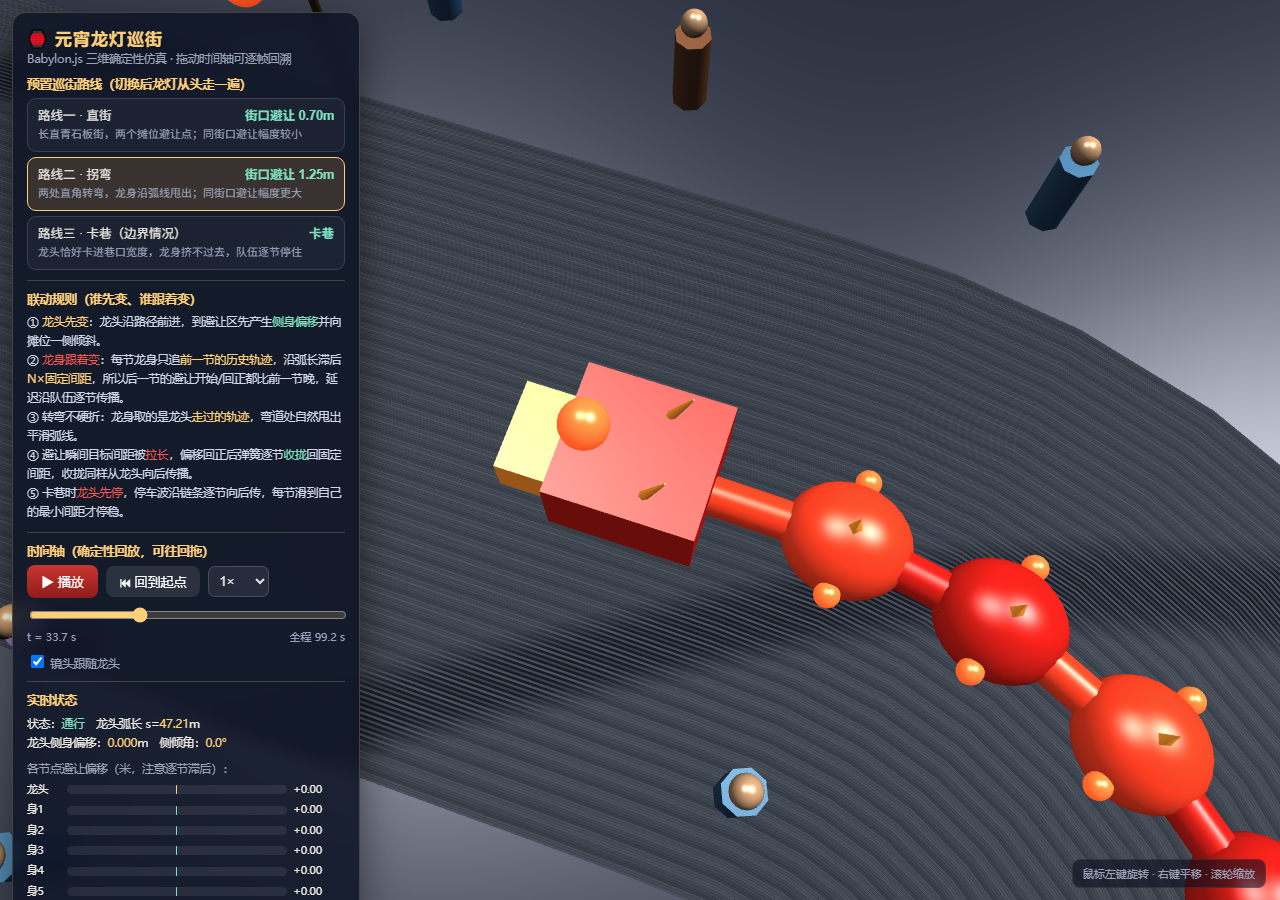 元宵龙灯巡街
Babylon.js 三维确定性仿真 · 拖动时间轴可逐帧回溯
预置巡街路线（切换后龙灯从头走一遍）
路线一 · 直街 街口避让 0.70m
长直青石板街，两个摊位避让点；同街口避让幅度较小
路线二 · 拐弯 街口避让 1.25m
两处直角转弯，龙身沿弧线甩出；同街口避让幅度更大
路线三 · 卡巷（边界情况） 卡巷
龙头恰好卡进巷口宽度，龙身挤不过去，队伍逐节停住
联动规则（谁先变、谁跟着变）
① 龙头先变：龙头沿路径前进，到避让区先产生侧身偏移并向
摊位一侧倾斜。
② 龙身跟着变：每节龙身只追前一节的历史轨迹，沿弧长滞后
N×固定间距，所以后一节的避让开始/回正都比前一节晚，延
迟沿队伍逐节传播。
③ 转弯不硬折：龙身取的是龙头走过的轨迹，弯道处自然甩出
平滑弧线。
④ 避让瞬间目标间距被拉长，偏移回正后弹簧逐节收拢回固定
间距，收拢同样从龙头向后传播。
⑤ 卡巷时龙头先停，停车波沿链条逐节向后传，每节滑到自己
的最小间距才停稳。
时间轴（确定性回放，可往回拖）
▶ 播放 ⏮ 回到起点 1×
t = 33.7 s 全程 99.2 s
镜头跟随龙头
实时状态
状态：通行 龙头弧长 s=47.21m
龙头侧身偏移：0.000m 侧倾角：0.0°
各节点避让偏移（米，注意逐节滞后）：
龙头 +0.00
身1 +0.00
身2 +0.00
身3 +0.00
身4 +0.00
身5 +0.00
鼠标左键旋转 · 右键平移 · 滚轮缩放